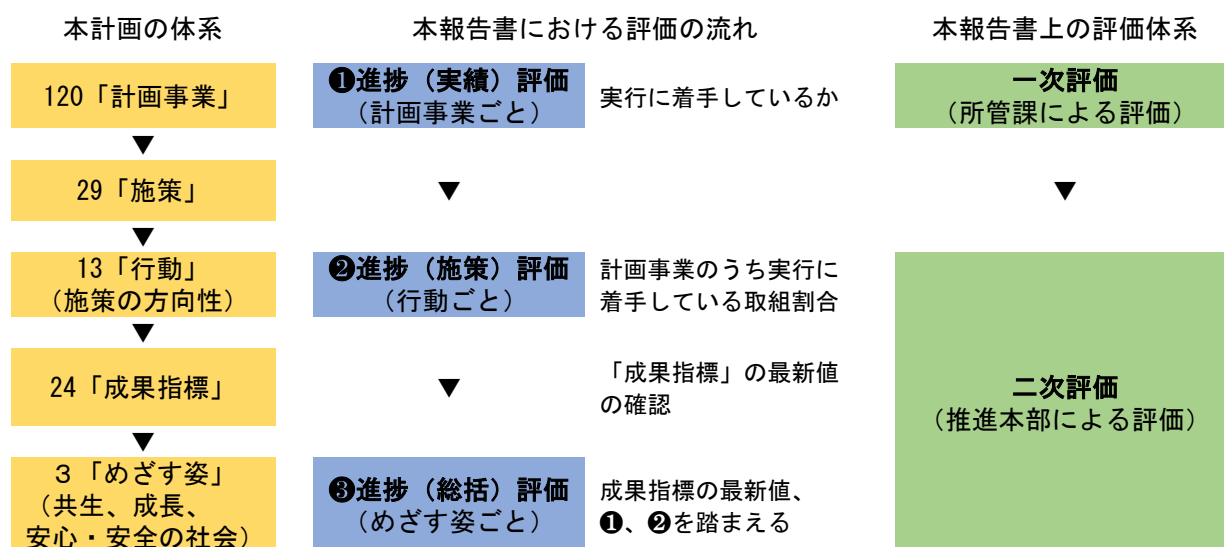 本計画の体系
本報告書における評価の流れ
本報告書上の評価体系
120「計画事業」
❶進捗（実績）評価
（計画事業ごと）
実行に着手しているか
一次評価
（所管課による評価）
▼
29「施策」
▼
▼
▼
13「行動」
（施策の方向性）
❷進捗（施策）評価
（行動ごと）
計画事業のうち実行に
着手している取組割合
▼
24「成果指標」
▼
「成果指標」の最新値
の確認
二次評価
（推進本部による評価）
▼
３「めざす姿」
（共生、成長、
安心・安全の社会）
❸進捗（総括）評価
（めざす姿ごと）
成果指標の最新値、
❶、❷を踏まえる